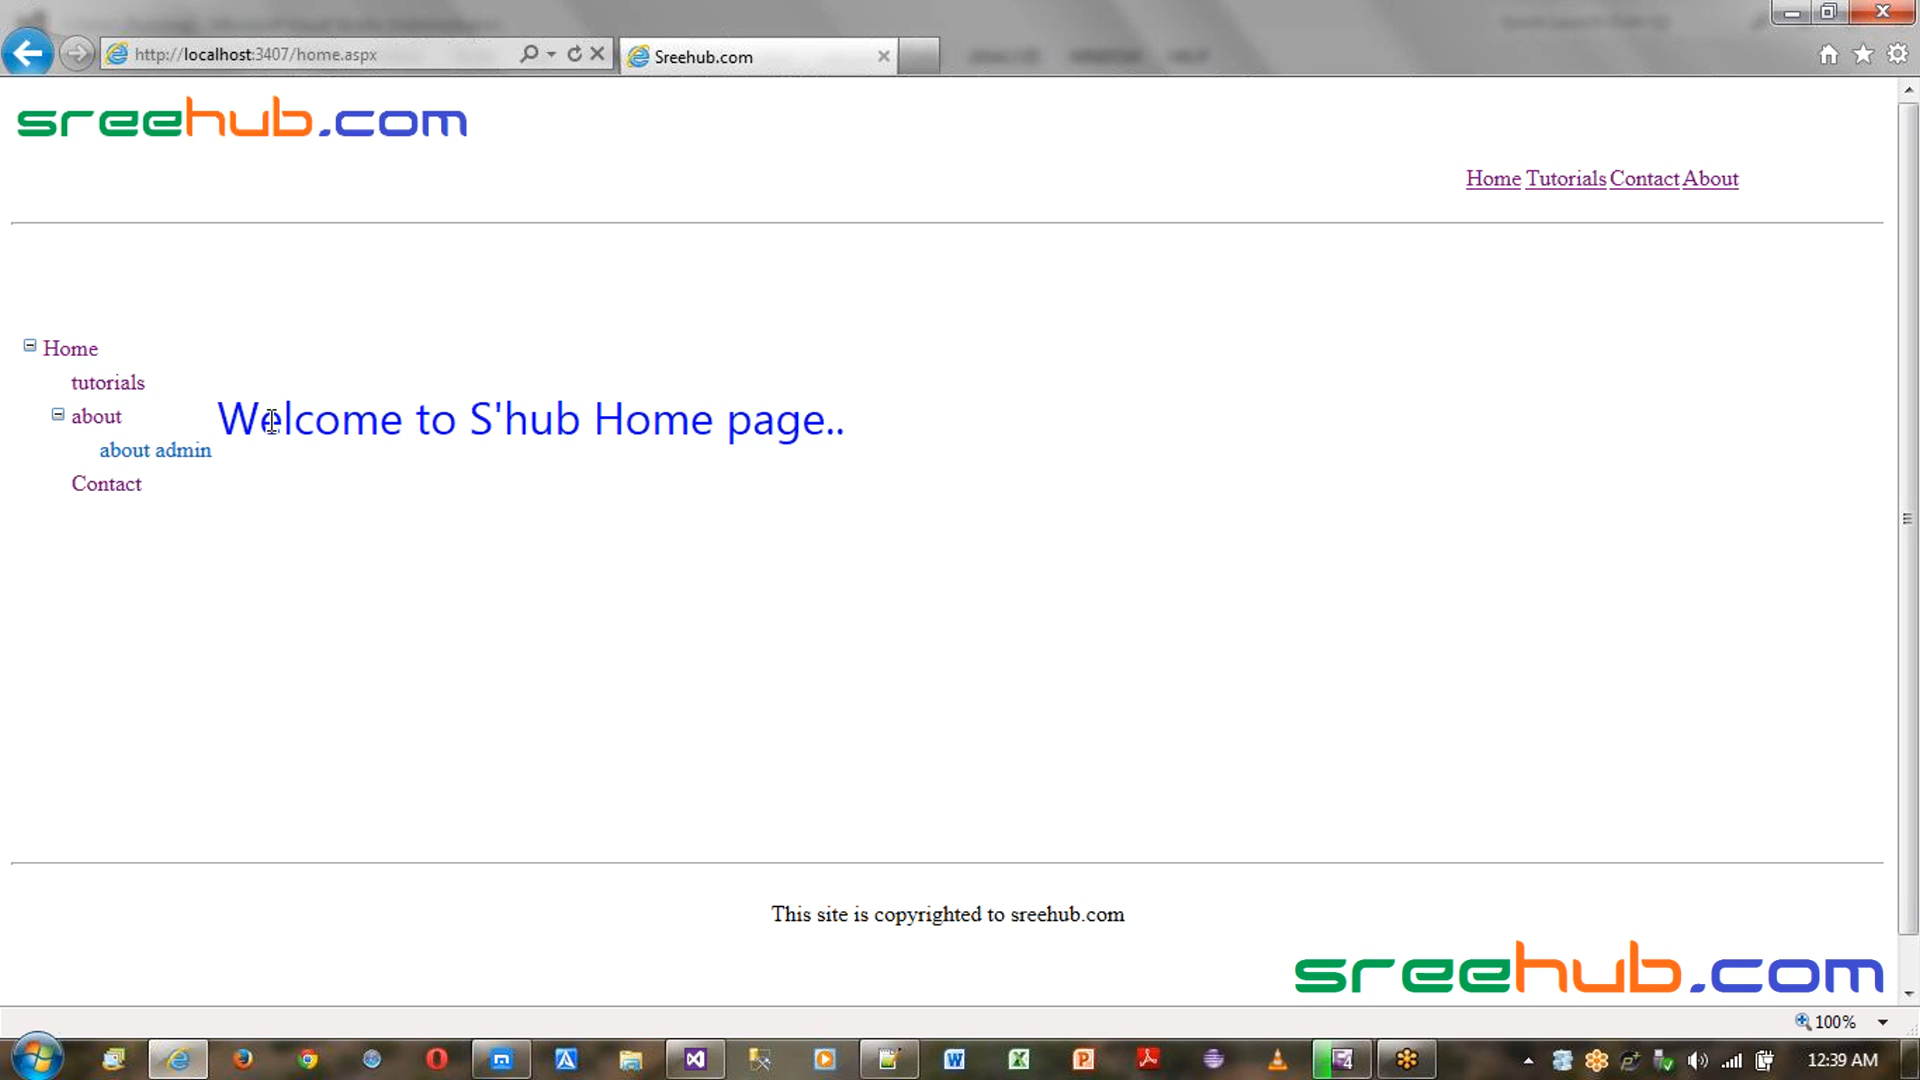 http://localhost:3407/home.aspx
Sreehub.com
sreehub.com
Home Tutorials Contact About
Home
tutorials
about
about admin
Contact
Welcome to S'hub Home page..
This site is copyrighted to sreehub.com
sreehub.com
100%
12:39 AM